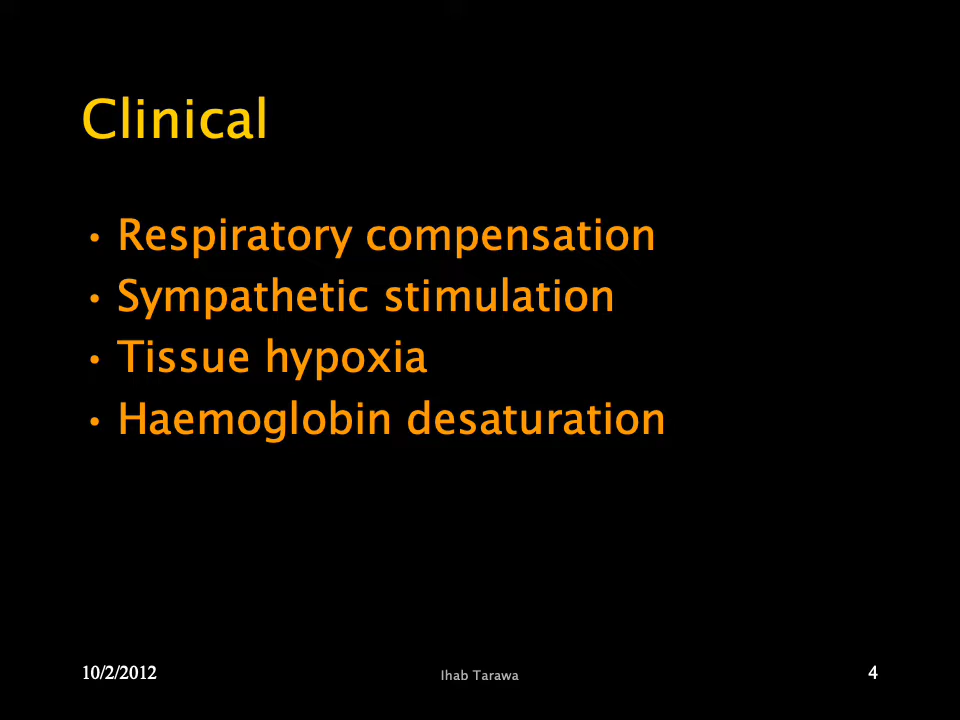 Clinical
• Respiratory compensation
• Sympathetic stimulation
• Tissue hypoxia
• Haemoglobin desaturation
10/2/2012
Ihab Tarawa
4